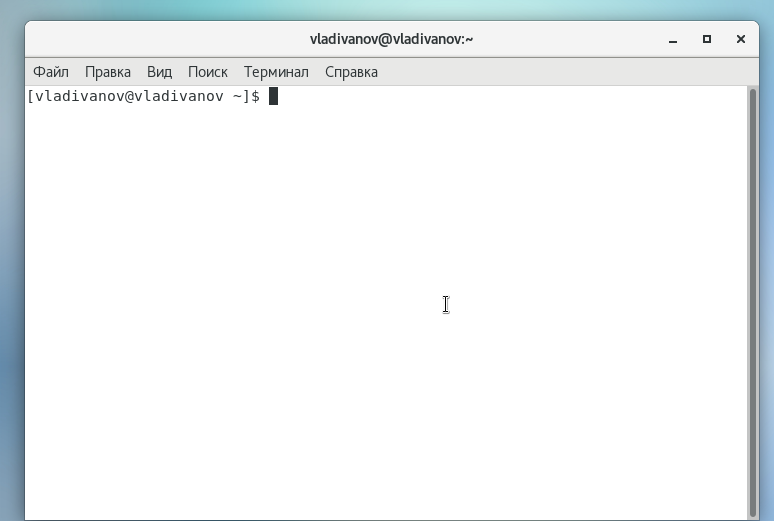 vladivanov@vladivanov:~
Файл Правка Вид Поиск Терминал Справка
[vladivanov@vladivanov ~]$